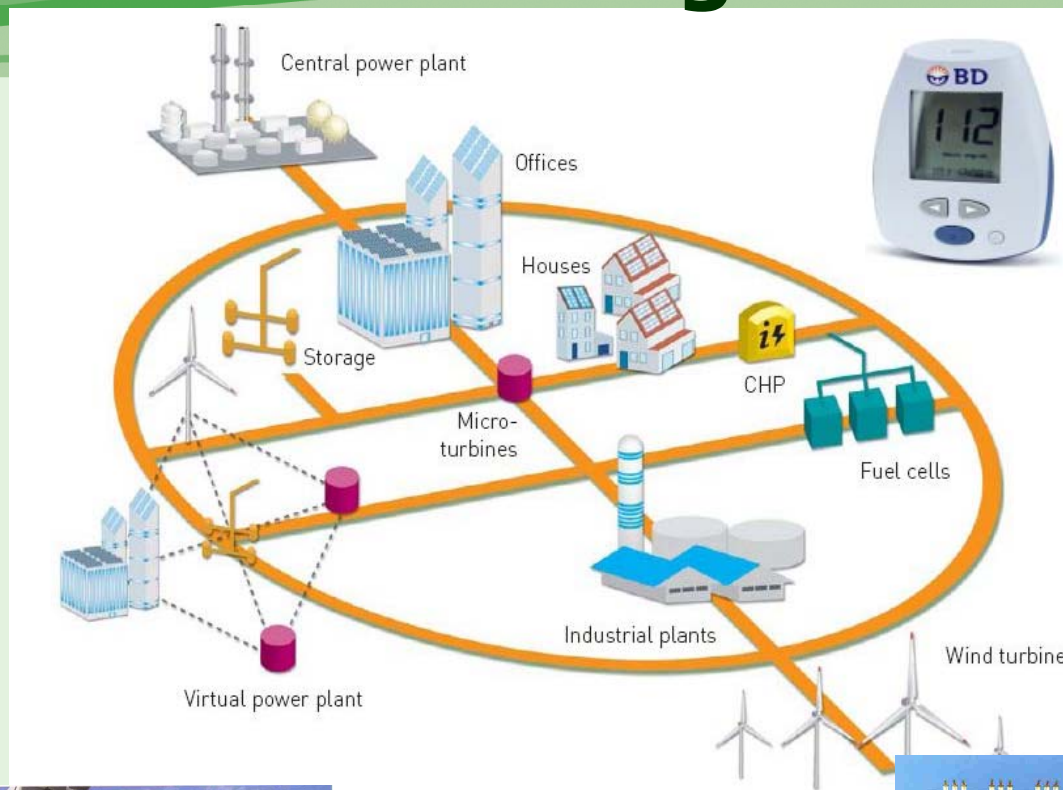 Central power plant
BD
112
Offices
Houses
Storage
CHP
Micro-
turbines
Fuel cells
Industrial plants
Wind turbine
Virtual power plant